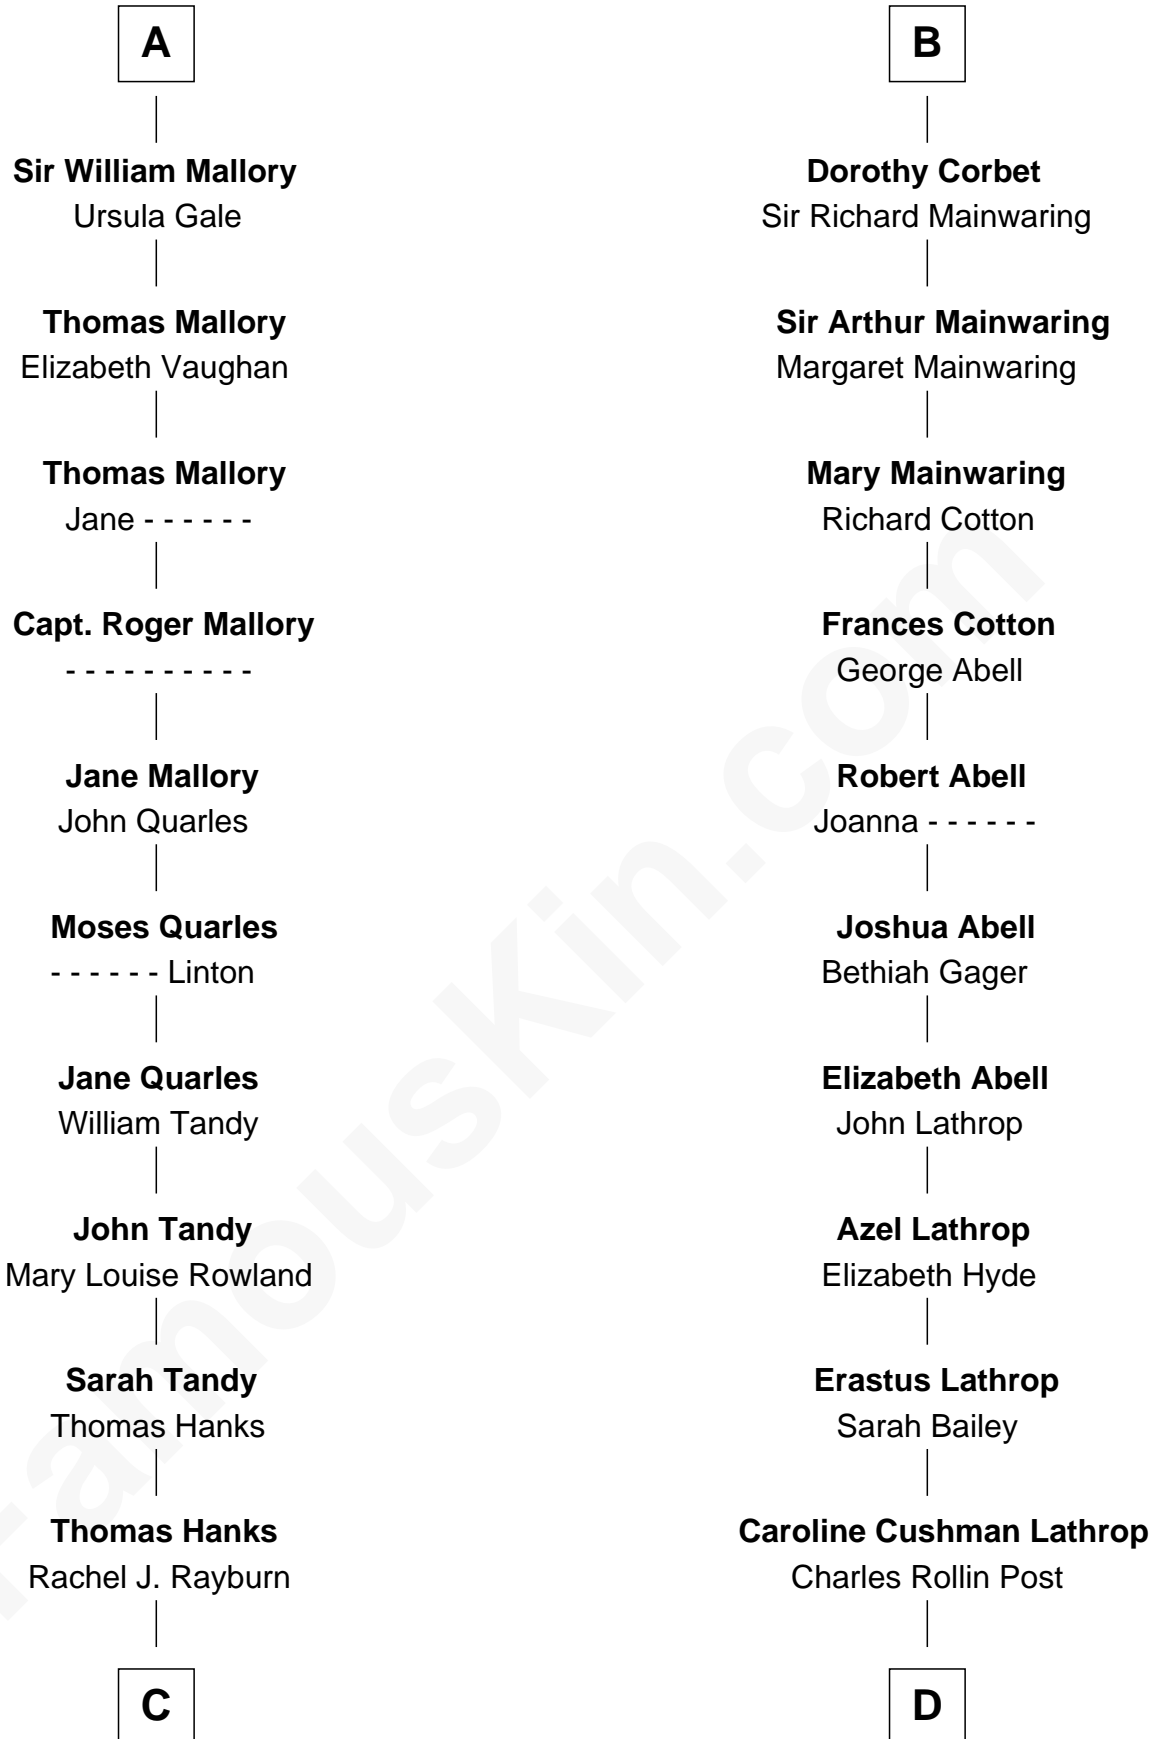 A
Sir William Mallory
Ursula Gale
Thomas Mallory
Elizabeth Vaughan
Thomas Mallory
Jane - - - - - -
Capt. Roger Mallory
- - - - - - - - - -
Jane Mallory
John Quarles
Moses Quarles
- - - - - - Linton
Jane Quarles
William Tandy
John Tandy
Mary Louise Rowland
Sarah Tandy
Thomas Hanks
Thomas Hanks
Rachel J. Rayburn
C
B
Dorothy Corbet
Sir Richard Mainwaring
Sir Arthur Mainwaring
Margaret Mainwaring
Mary Mainwaring
Richard Cotton
Frances Cotton
George Abell
Robert Abell
Joanna - - - - - -
Joshua Abell
Bethiah Gager
Elizabeth Abell
John Lathrop
Azel Lathrop
Elizabeth Hyde
Erastus Lathrop
Sarah Bailey
Caroline Cushman Lathrop
Charles Rollin Post
D
FamousKin.com